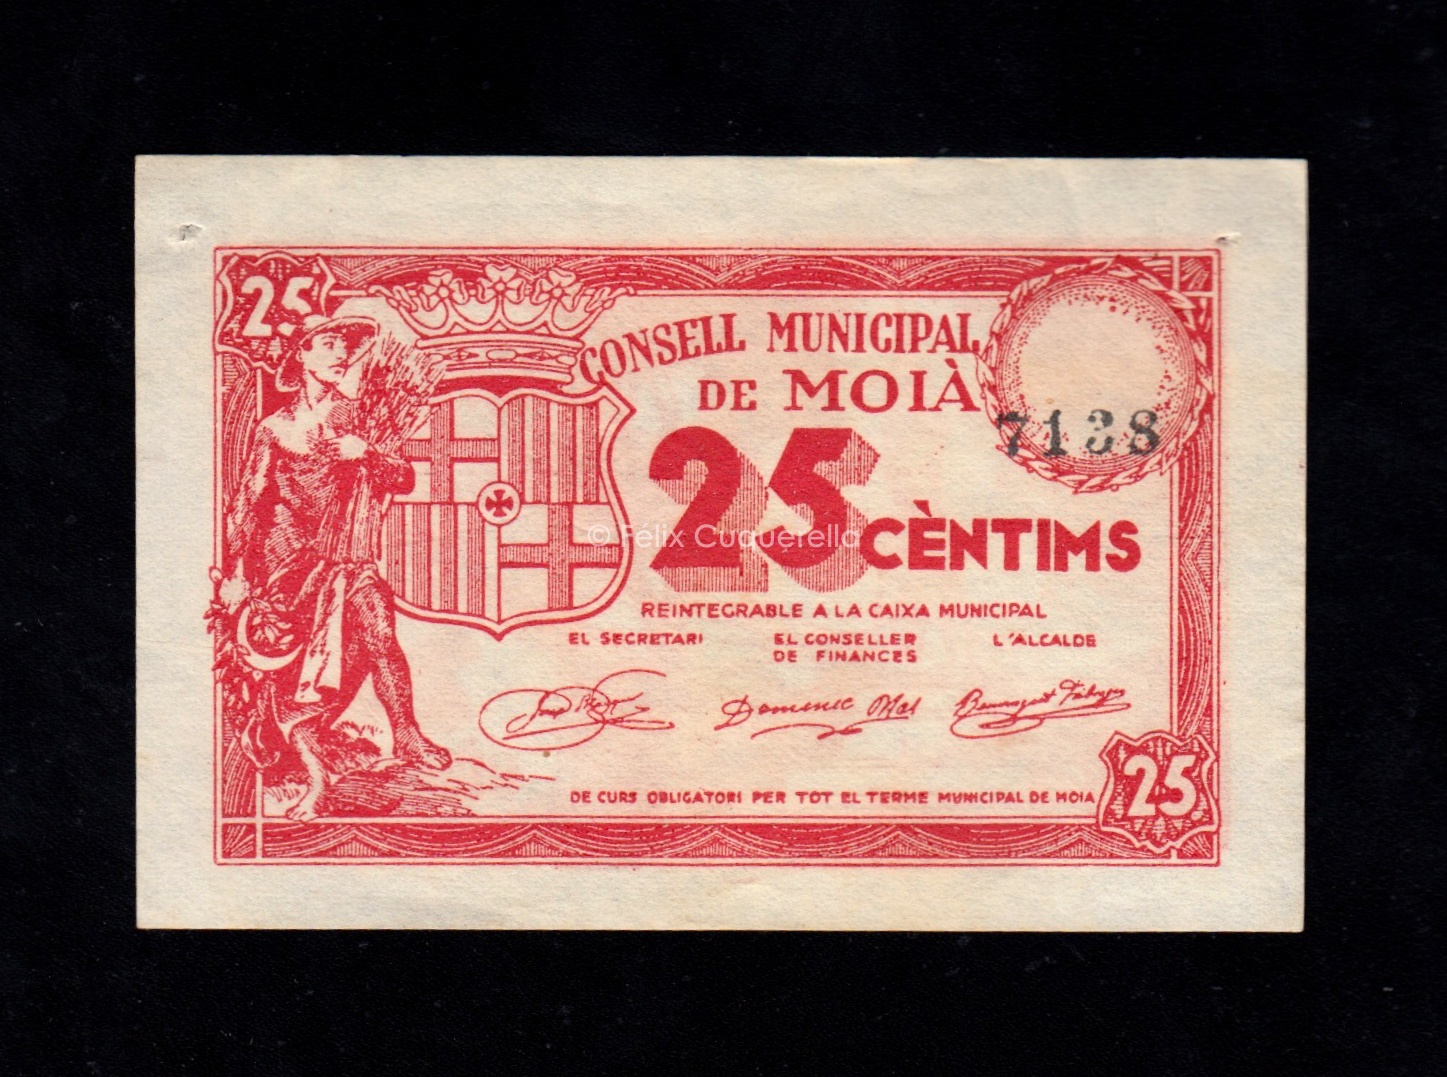 25
CONSELL MUNICIPAL
DE MOIÀ
7138
25 CÈNTIMS
© Félix Cuquerella
REINTEGRABLE A LA CAIXA MUNICIPAL
EL SECRETARI EL CONSELLER DE FINANCES L'ALCALDE
Domenec Mas
DE CURS OBLIGATORI PER TOT EL TERME MUNICIPAL DE MOIA
25